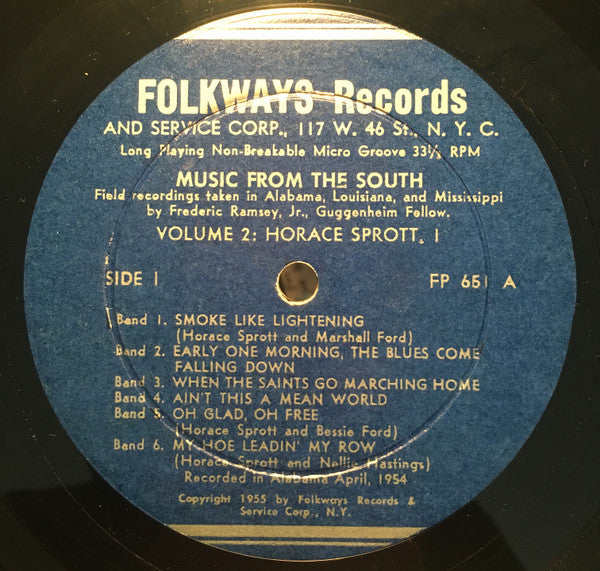 FOLKWAYS Records
AND SERVICE CORP., 117 W. 46 St., N. Y. C.
Long Playing Non-Breakable Micro Groove 33⅓ RPM
MUSIC FROM THE SOUTH
Field recordings taken in Alabama, Louisiana, and Mississippi
by Frederic Ramsey, Jr., Guggenheim Fellow.
VOLUME 2: HORACE SPROTT, 1
SIDE 1 FP 651 A
Band 1. SMOKE LIKE LIGHTENING
(Horace Sprott and Marshall Ford)
Band 2. EARLY ONE MORNING, THE BLUES COME
FALLING DOWN
Band 3. WHEN THE SAINTS GO MARCHING HOME
Band 4. AIN'T THIS A MEAN WORLD
Band 5. OH GLAD, OH FREE
(Horace Sprott and Bessie Ford)
Band 6. MY HOE LEADIN' MY ROW
(Horace Sprott and Nellie Hastings)
Recorded in Alabama April, 1954
Copyright 1955 by Folkways Records &
Service Corp., N.Y.